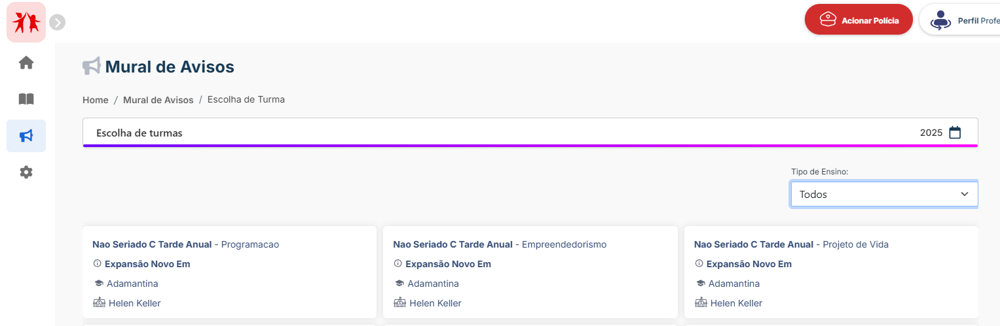 Acionar Polícia
Perfil Profe
Mural de Avisos
Home / Mural de Avisos / Escolha de Turma
Escolha de turmas
2025
Tipo de Ensino:
Todos
Nao Seriado C Tarde Anual - Programacao
Expansão Novo Em
Adamantina
Helen Keller
Nao Seriado C Tarde Anual - Empreendedorismo
Expansão Novo Em
Adamantina
Helen Keller
Nao Seriado C Tarde Anual - Projeto de Vida
Expansão Novo Em
Adamantina
Helen Keller